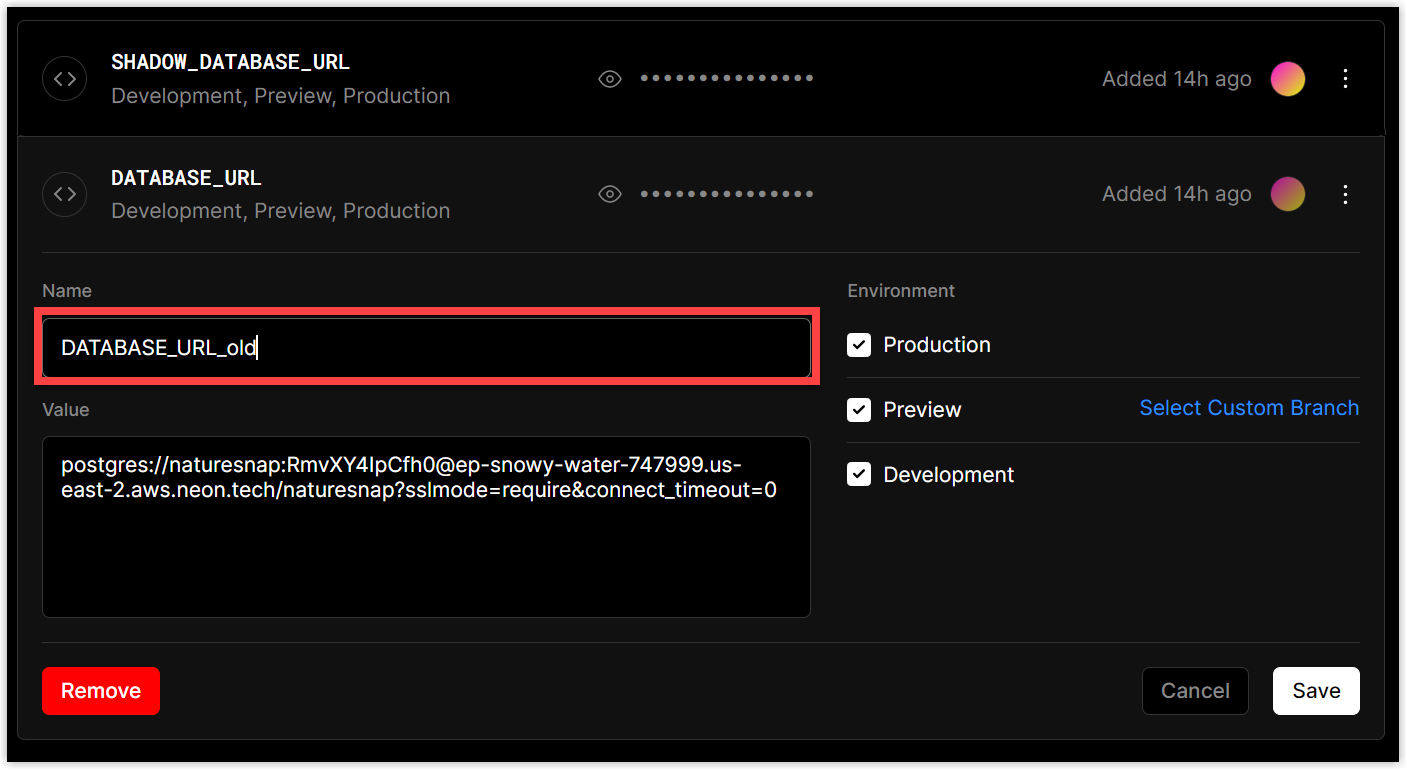 SHADOW_DATABASE_URL
Development, Preview, Production
•••••••••••••••
Added 14h ago
DATABASE_URL
Development, Preview, Production
•••••••••••••••
Added 14h ago
Name
DATABASE_URL_old
Value
postgres://naturesnap:RmvXY4IpCfh0@ep-snowy-water-747999.us-
east-2.aws.neon.tech/naturesnap?sslmode=require&connect_timeout=0
Environment
Production
Preview
Select Custom Branch
Development
Remove
Cancel
Save